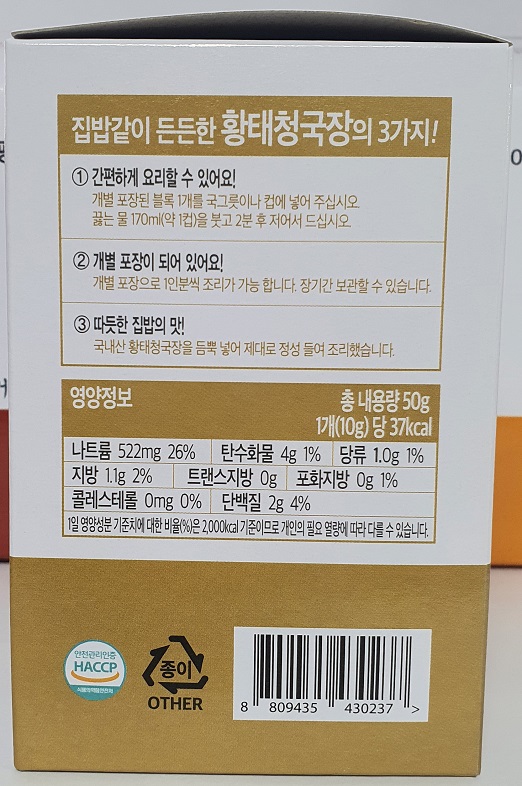 집밥같이 든든한 황태청국장의 3가지!
① 간편하게 요리할 수 있어요!
개별 포장된 블록 1개를 국그릇이나 컵에 넣어 주십시오.
끓는 물 170ml(약 1컵)을 붓고 2분 후 저어서 드십시오.
② 개별 포장이 되어 있어요!
개별 포장으로 1인분씩 조리가 가능 합니다. 장기간 보관할 수 있습니다.
③ 따듯한 집밥의 맛!
국내산 황태청국장을 듬뿍 넣어 제대로 정성 들여 조리했습니다.
영양정보 총 내용량 50g
1개(10g) 당 37kcal
나트륨 522mg 26% 탄수화물 4g 1% 당류 1.0g 1%
지방 1.1g 2% 트랜스지방 0g 포화지방 0g 1%
콜레스테롤 0mg 0% 단백질 2g 4%
1일 영양성분 기준치에 대한 비율(%)은 2,000kcal 기준이므로 개인의 필요 열량에 따라 다를 수 있습니다.
안전관리인증
HACCP
식품의약품안전처
종이
OTHER
8 809435 430237 >